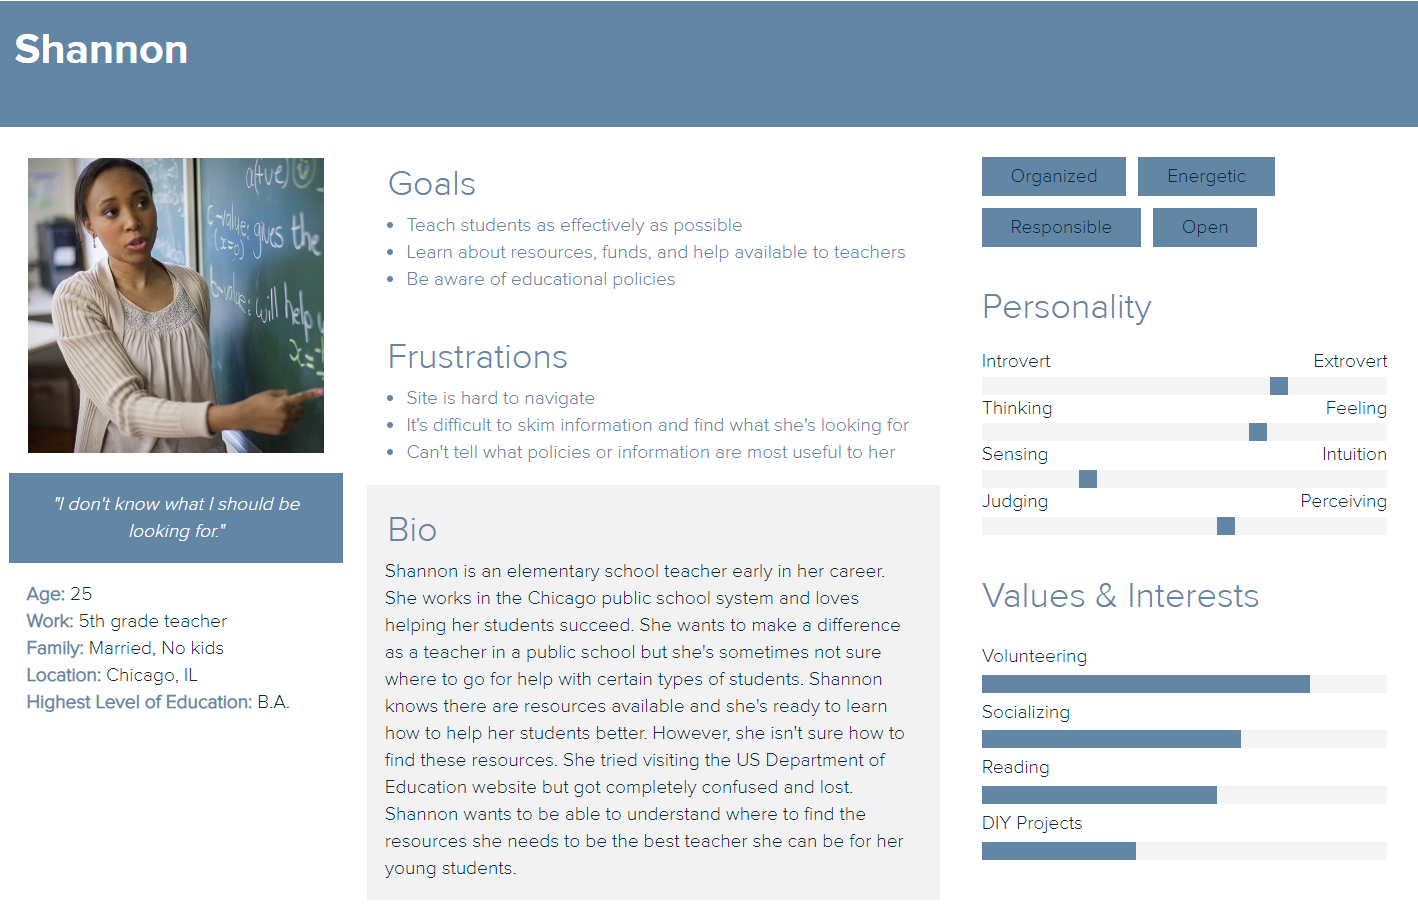 Shannon
a(+ve)
c-value: gives the
(x=0)
b-value: will help y
x=
"I don't know what I should be
looking for."
Age: 25
Work: 5th grade teacher
Family: Married, No kids
Location: Chicago, IL
Highest Level of Education: B.A.
Goals
• Teach students as effectively as possible
• Learn about resources, funds, and help available to teachers
• Be aware of educational policies
Frustrations
• Site is hard to navigate
• It's difficult to skim information and find what she's looking for
• Can't tell what policies or information are most useful to her
Bio
Shannon is an elementary school teacher early in her career.
She works in the Chicago public school system and loves
helping her students succeed. She wants to make a difference
as a teacher in a public school but she's sometimes not sure
where to go for help with certain types of students. Shannon
knows there are resources available and she's ready to learn
how to help her students better. However, she isn't sure how to
find these resources. She tried visiting the US Department of
Education website but got completely confused and lost.
Shannon wants to be able to understand where to find the
resources she needs to be the best teacher she can be for her
young students.
Organized Energetic
Responsible Open
Personality
Introvert Extrovert
Thinking Feeling
Sensing Intuition
Judging Perceiving
Values & Interests
Volunteering
Socializing
Reading
DIY Projects